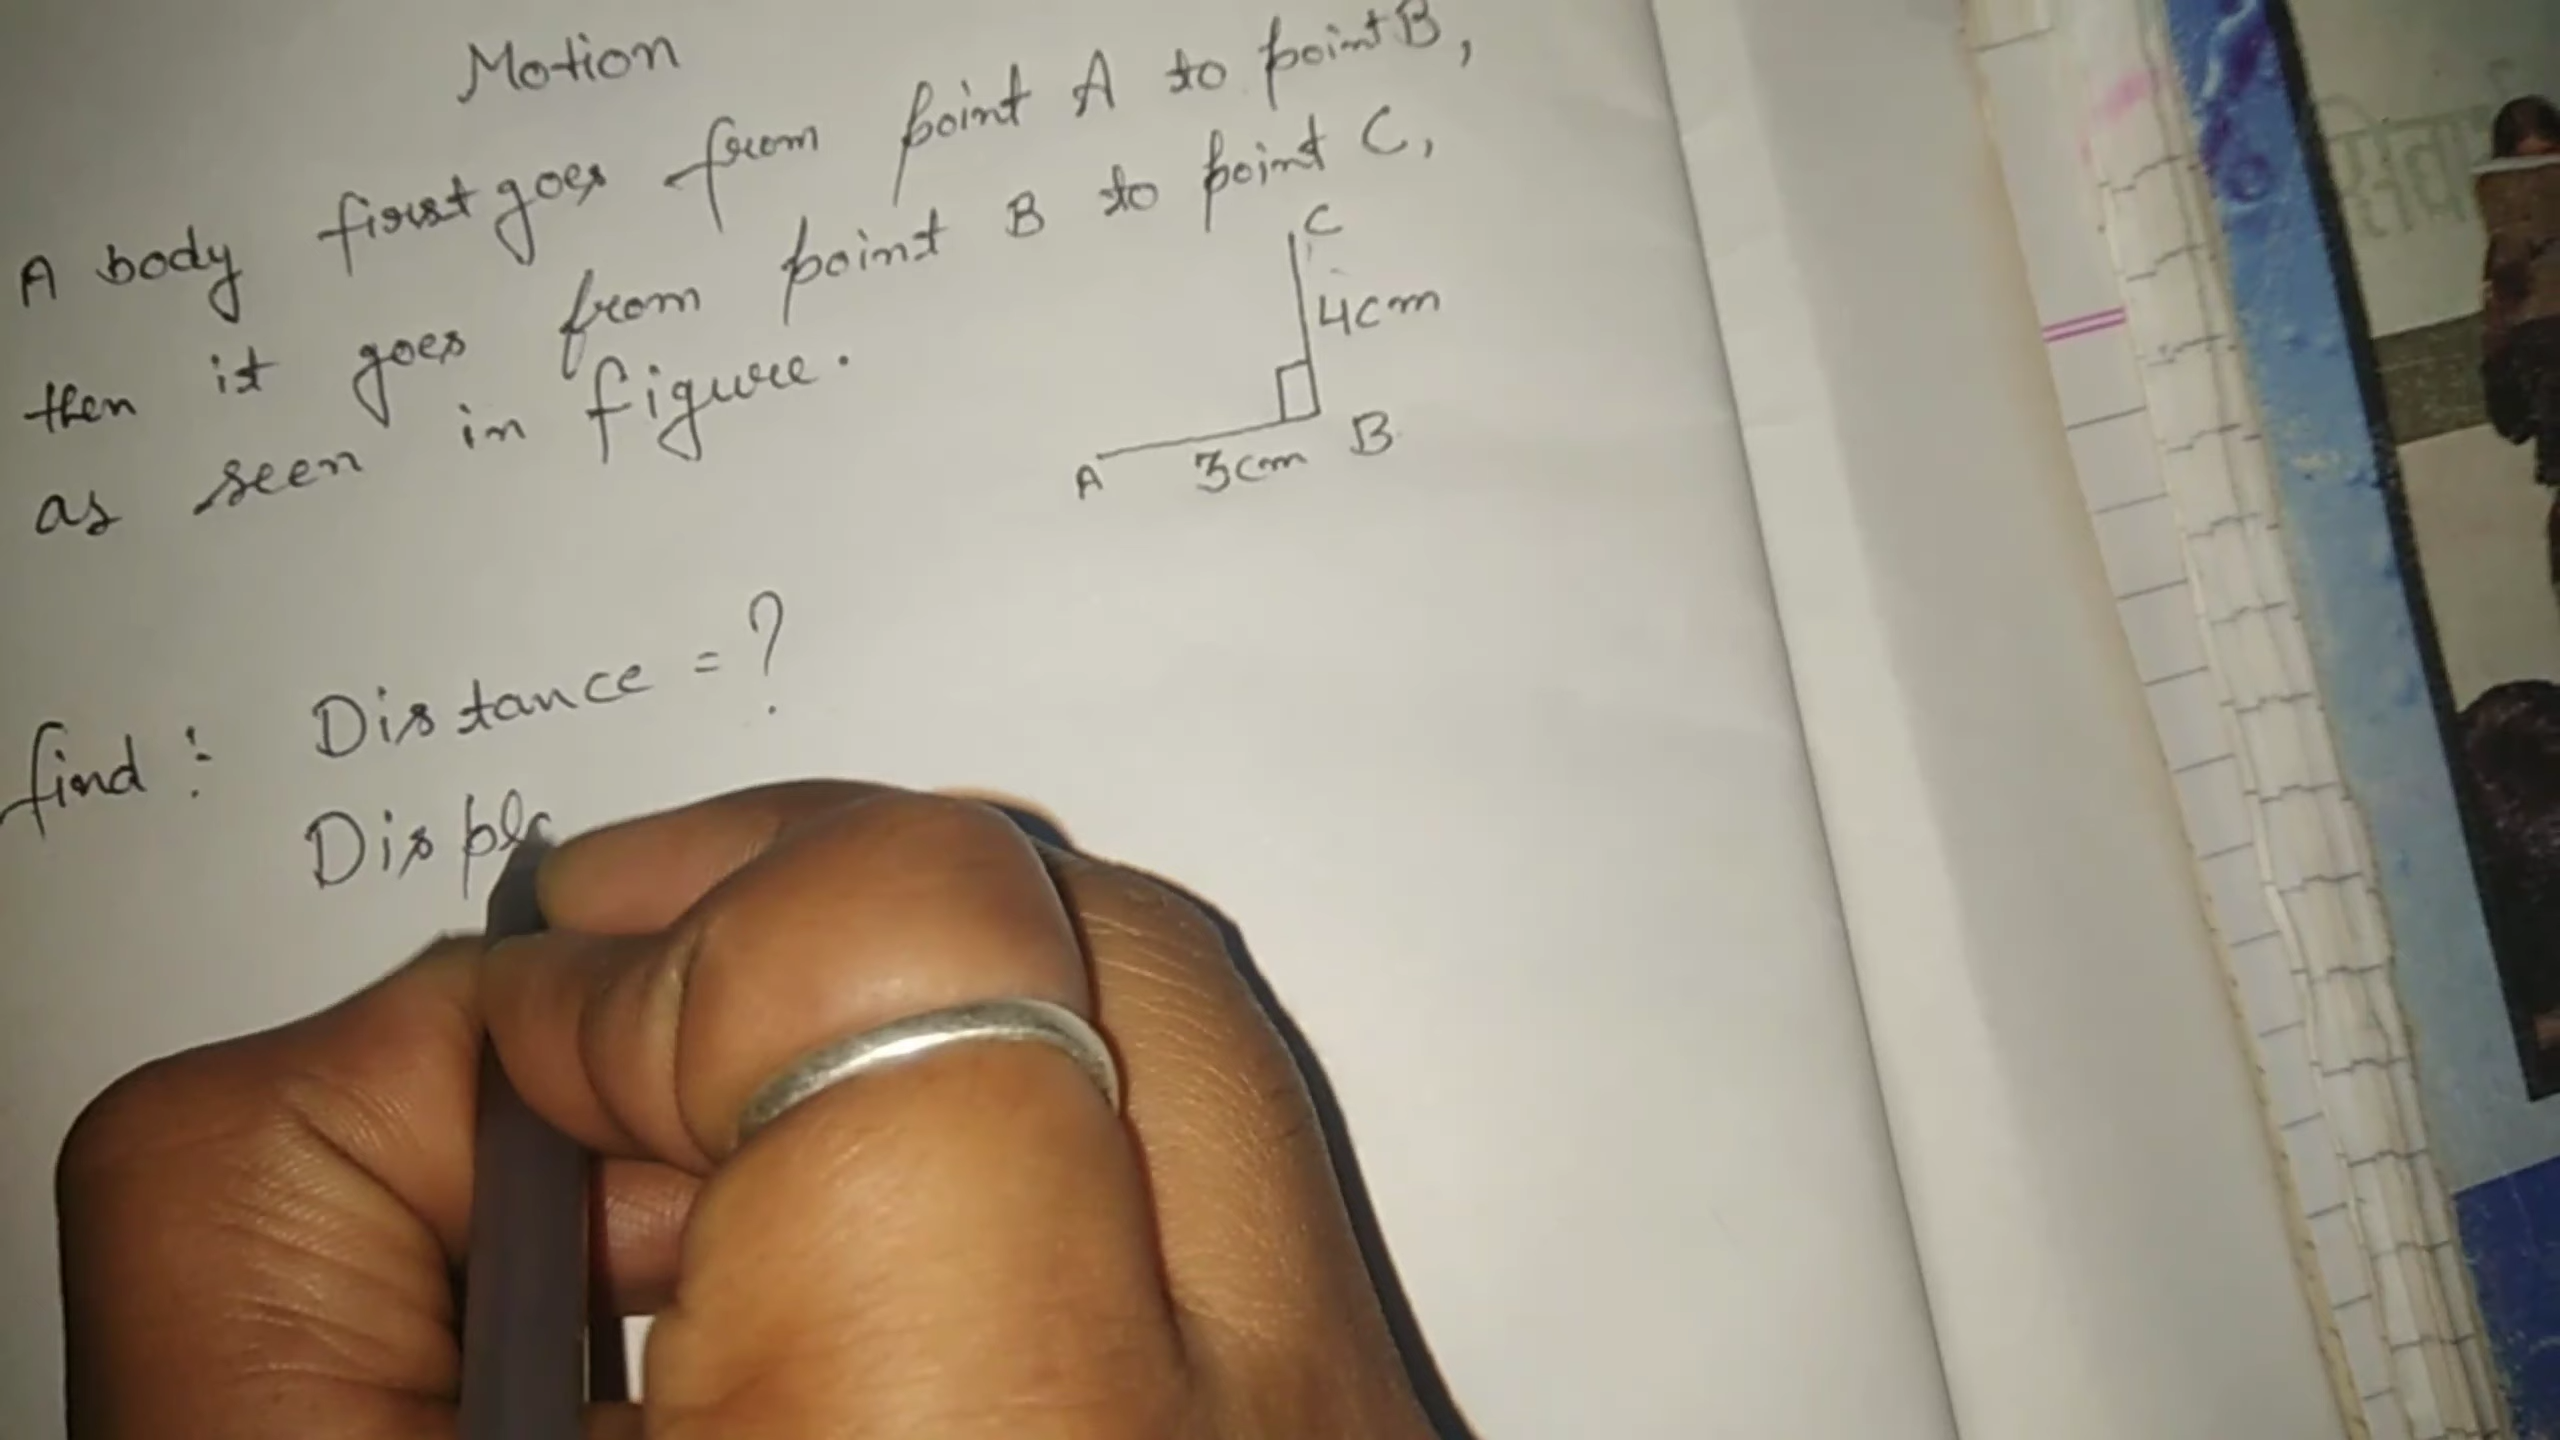 Motion
A body first goes from point A to point B,
then it goes from point B to point C,
as seen in figure.
C
4cm
B
A
3cm
find : Distance = ?
Displa